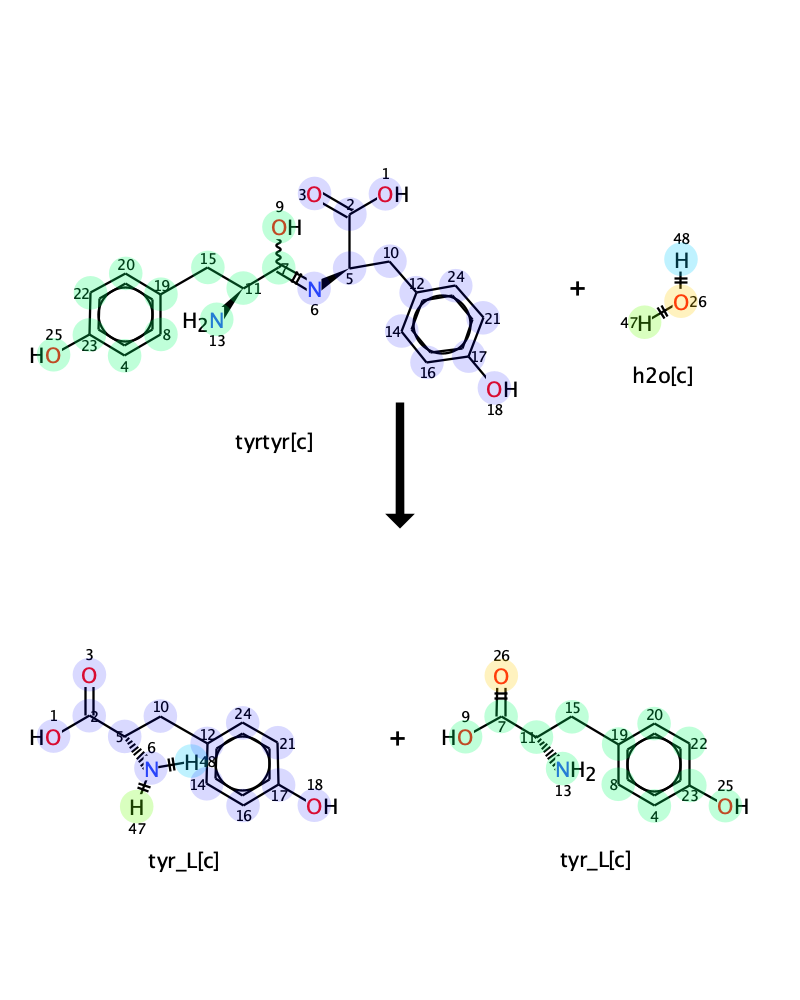 1
3O OH
2
9
OH
20 15 7 10
22 19 11 N 5 12 24
H2N 6
25 13 14 21
HO 23 8
4 16 17
OH
18
+
48
H
O26
47H
h2o[c]
tyrtyr[c]
3
O
1 2 10 24
HO 5 12 21
6
N H48
14 18
H 16 17 OH
47
tyr_L[c]
+
26
O
9 15 20
HO 7 11 19 22
NH2
13 8 23 25
4 OH
tyr_L[c]